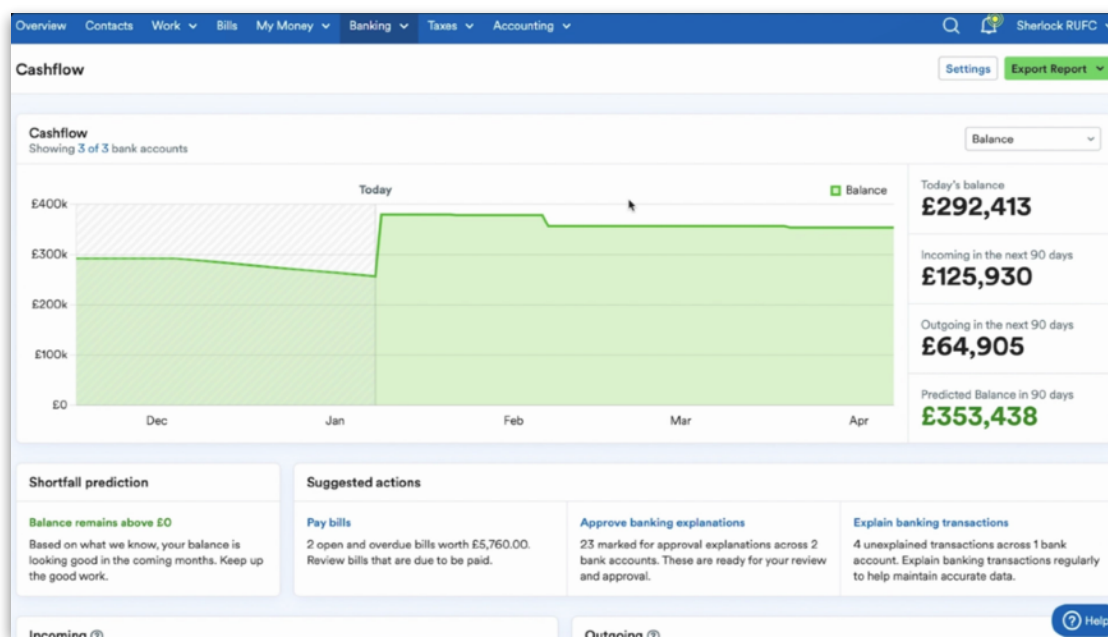 Overview Contacts Work Bills My Money Banking Taxes Accounting Sherlock RUFC
Cashflow
Settings Export Report
Cashflow
Showing 3 of 3 bank accounts
Balance
Today
Balance
£400k
£300k
£200k
£100k
£0
Dec Jan Feb Mar Apr
Today's balance
£292,413
Incoming in the next 90 days
£125,930
Outgoing in the next 90 days
£64,905
Predicted Balance in 90 days
£353,438
Shortfall prediction
Balance remains above £0
Based on what we know, your balance is
looking good in the coming months. Keep up
the good work.
Suggested actions
Pay bills
2 open and overdue bills worth £5,760.00.
Review bills that are due to be paid.
Approve banking explanations
23 marked for approval explanations across 2
bank accounts. These are ready for your review
and approval.
Explain banking transactions
4 unexplained transactions across 1 bank
account. Explain banking transactions regularly
to help maintain accurate data.
Incoming
Outgoing
Help